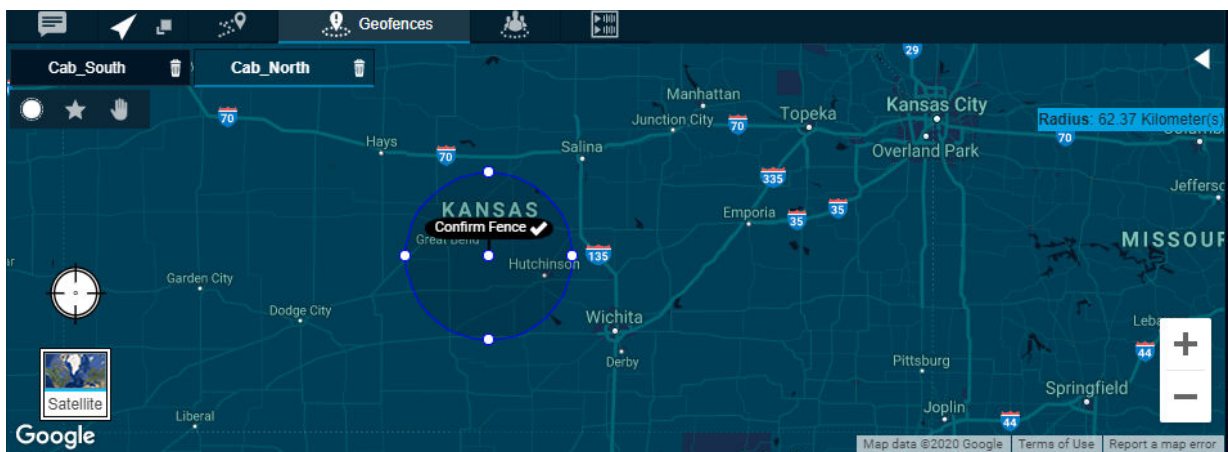 Geofences
Cab_South
Cab_North
29
Manhattan
Kansas City
Topeka
Junction City
70
70
Radius: 62.37 Kilometer(s)
70
Hays
70
Salina
Overland Park
335
Jefferso
KANSAS
Emporia
35
35
Confirm Fence
Great Bend
MISSOUR
135
Hutchinson
Garden City
Dodge City
Wichita
Leba
44
Derby
Pittsburg
Springfield
Satellite
Liberal
Joplin
44
Google
Map data ©2020 Google
Terms of Use
Report a map error